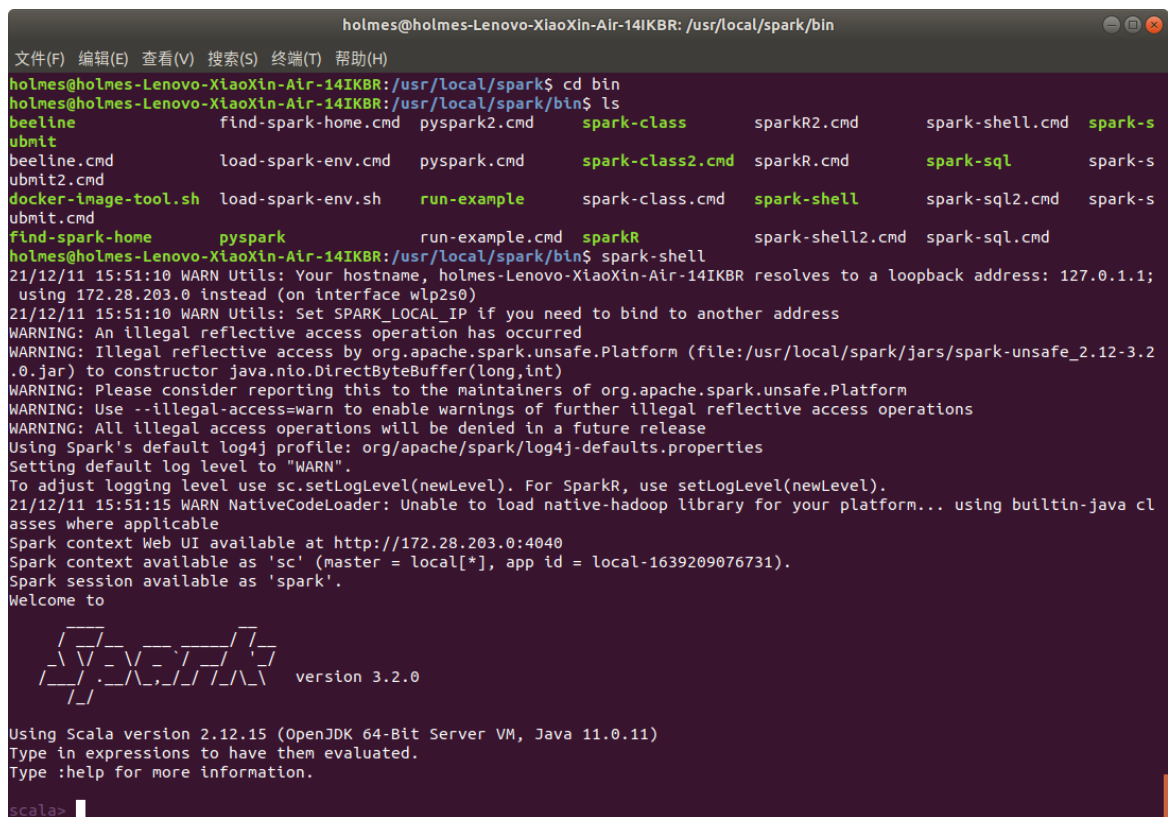 holmes@holmes-Lenovo-XiaoXin-Air-14IKBR: /usr/local/spark/bin
文件(F) 编辑(E) 查看(V) 搜索(S) 终端(T) 帮助(H)
holmes@holmes-Lenovo-XiaoXin-Air-14IKBR:/usr/local/spark$ cd bin
holmes@holmes-Lenovo-XiaoXin-Air-14IKBR:/usr/local/spark/bin$ ls
beeline find-spark-home.cmd pyspark2.cmd spark-class sparkR2.cmd spark-shell.cmd spark-s
ubmit
beeline.cmd load-spark-env.cmd pyspark.cmd spark-class2.cmd sparkR.cmd spark-sql spark-s
ubmit2.cmd
docker-image-tool.sh load-spark-env.sh run-example spark-class.cmd spark-shell spark-sql2.cmd spark-s
ubmit.cmd
find-spark-home pyspark run-example.cmd sparkR spark-shell2.cmd spark-sql.cmd
holmes@holmes-Lenovo-XiaoXin-Air-14IKBR:/usr/local/spark/bin$ spark-shell
21/12/11 15:51:10 WARN Utils: Your hostname, holmes-Lenovo-XiaoXin-Air-14IKBR resolves to a loopback address: 127.0.1.1;
using 172.28.203.0 instead (on interface wlp2s0)
21/12/11 15:51:10 WARN Utils: Set SPARK_LOCAL_IP if you need to bind to another address
WARNING: An illegal reflective access operation has occurred
WARNING: Illegal reflective access by org.apache.spark.unsafe.Platform (file:/usr/local/spark/jars/spark-unsafe_2.12-3.2
.0.jar) to constructor java.nio.DirectByteBuffer(long,int)
WARNING: Please consider reporting this to the maintainers of org.apache.spark.unsafe.Platform
WARNING: Use --illegal-access=warn to enable warnings of further illegal reflective access operations
WARNING: All illegal access operations will be denied in a future release
Using Spark's default log4j profile: org/apache/spark/log4j-defaults.properties
Setting default log level to "WARN".
To adjust logging level use sc.setLogLevel(newLevel). For SparkR, use setLogLevel(newLevel).
21/12/11 15:51:15 WARN NativeCodeLoader: Unable to load native-hadoop library for your platform... using builtin-java cl
asses where applicable
Spark context Web UI available at http://172.28.203.0:4040
Spark context available as 'sc' (master = local[*], app id = local-1639209076731).
Spark session available as 'spark'.
Welcome to
Spark version 3.2.0
Using Scala version 2.12.15 (OpenJDK 64-Bit Server VM, Java 11.0.11)
Type in expressions to have them evaluated.
Type :help for more information.
scala>